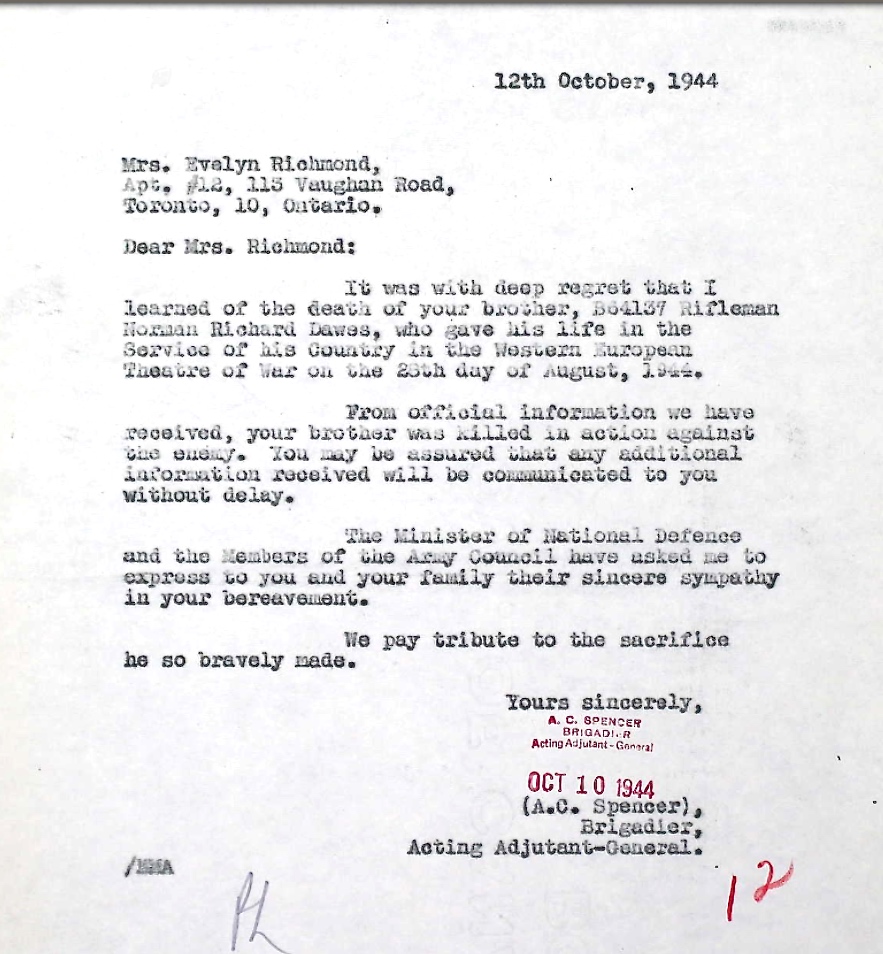 12th October, 1944
Mrs. Evelyn Richmond,
Apt. #12, 113 Vaughan Road,
Toronto, 10, Ontario.
Dear Mrs. Richmond:
It was with deep regret that I
learned of the death of your brother, B64137 Rifleman
Norman Richard Dawes, who gave his life in the
Service of his Country in the Western European
Theatre of War on the day of August, 1944.
From official information we have
received, your brother was killed in action against
the enemy. You may be assured that any additional
information received will be communicated to you
without delay.
The Minister of National Defence
and the Members of the Army Council have asked me to
express to you and your family their sincere sympathy
in your bereavement.
We pay tribute to the sacrifice
he so bravely made.
Yours sincerely,
A. C. SPENCER
BRIGADIER
Acting Adjutant-General
OCT 10 1944
(A.C. Spencer),
Brigadier,
Acting Adjutant-General.
12